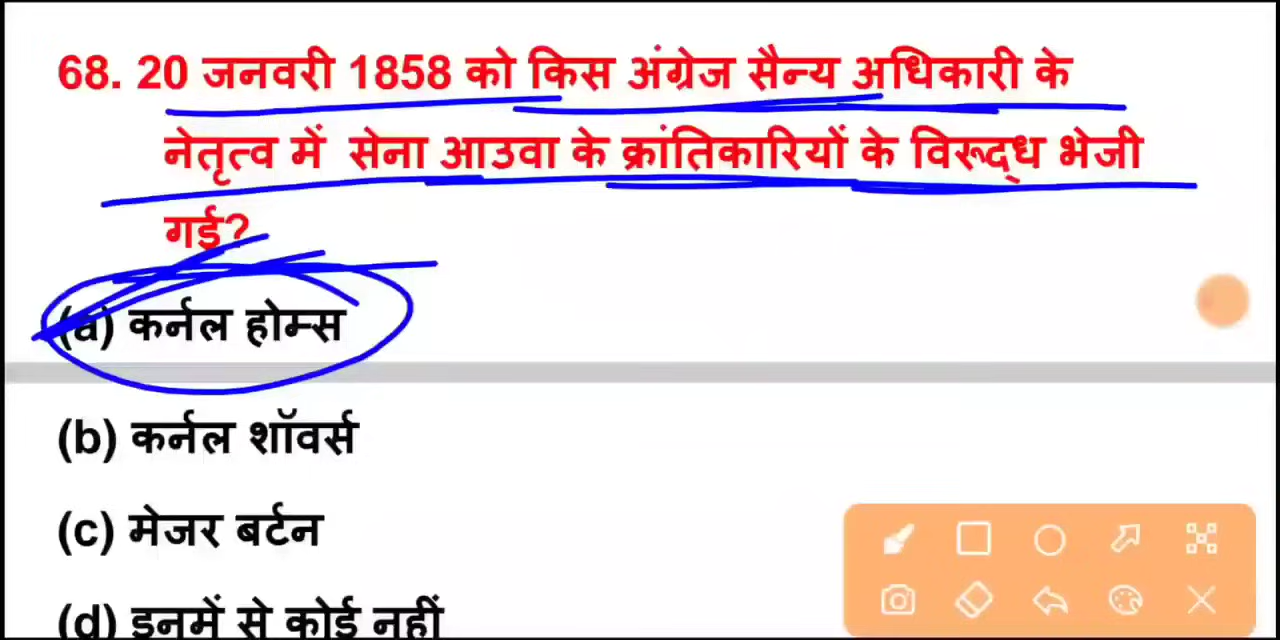 68. 20 जनवरी 1858 को किस अंग्रेज सैन्य अधिकारी के
नेतृत्व में सेना आउवा के क्रांतिकारियों के विरूद्ध भेजी
गई?
(a) कर्नल होम्स
(b) कर्नल शॉवर्स
(c) मेजर बर्टन
(d) इनमें से कोई नहीं